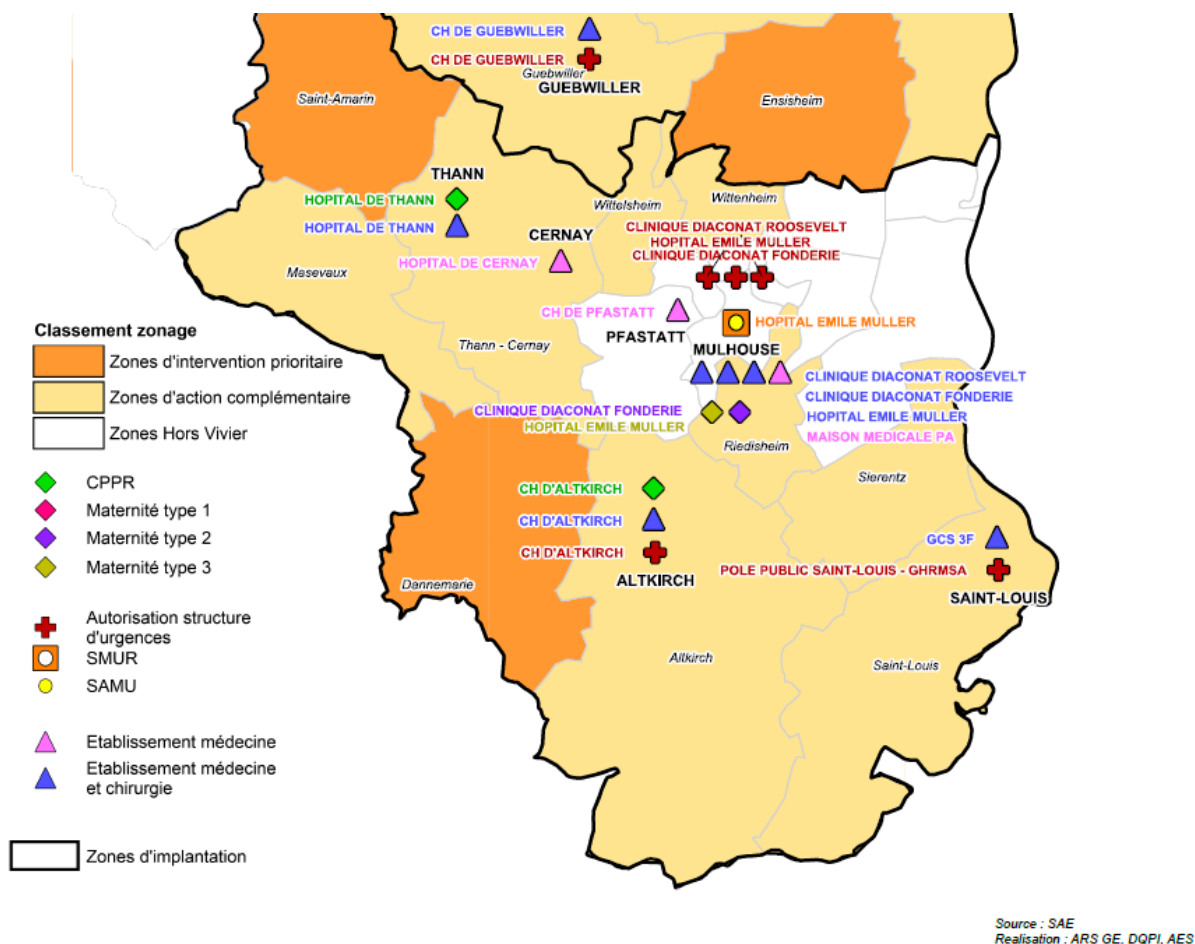 CH DE GUEBWILLER
CH DE GUEBWILLER
Guebwiller
GUEBWILLER
Saint-Amarin
Ensisheim
THANN
HOPITAL DE THANN
HOPITAL DE THANN
Wittelsheim
Wittenheim
CERNAY
HOPITAL DE CERNAY
CLINIQUE DIACONAT ROOSEVELT
HOPITAL EMILE MULLER
CLINIQUE DIACONAT FONDERIE
Masevaux
CH DE PFASTATT
PFASTATT
HOPITAL EMILE MULLER
MULHOUSE
Thann - Cernay
CLINIQUE DIACONAT ROOSEVELT
CLINIQUE DIACONAT FONDERIE
HOPITAL EMILE MULLER
MAISON MEDICALE PA
CLINIQUE DIACONAT FONDERIE
HOPITAL EMILE MULLER
Riedisheim
Sierentz
CH D'ALTKIRCH
CH D'ALTKIRCH
CH D'ALTKIRCH
ALTKIRCH
GCS 3F
POLE PUBLIC SAINT-LOUIS - GHRMSA
SAINT-LOUIS
Dannemarie
Altkirch
Saint-Louis
Classement zonage
Zones d'intervention prioritaire
Zones d'action complémentaire
Zones Hors Vivier
CPPR
Maternité type 1
Maternité type 2
Maternité type 3
Autorisation structure
d'urgences
SMUR
SAMU
Etablissement médecine
Etablissement médecine
et chirurgie
Zones d'implantation
Source : SAE
Realisation : ARS GE, DQPI, AES